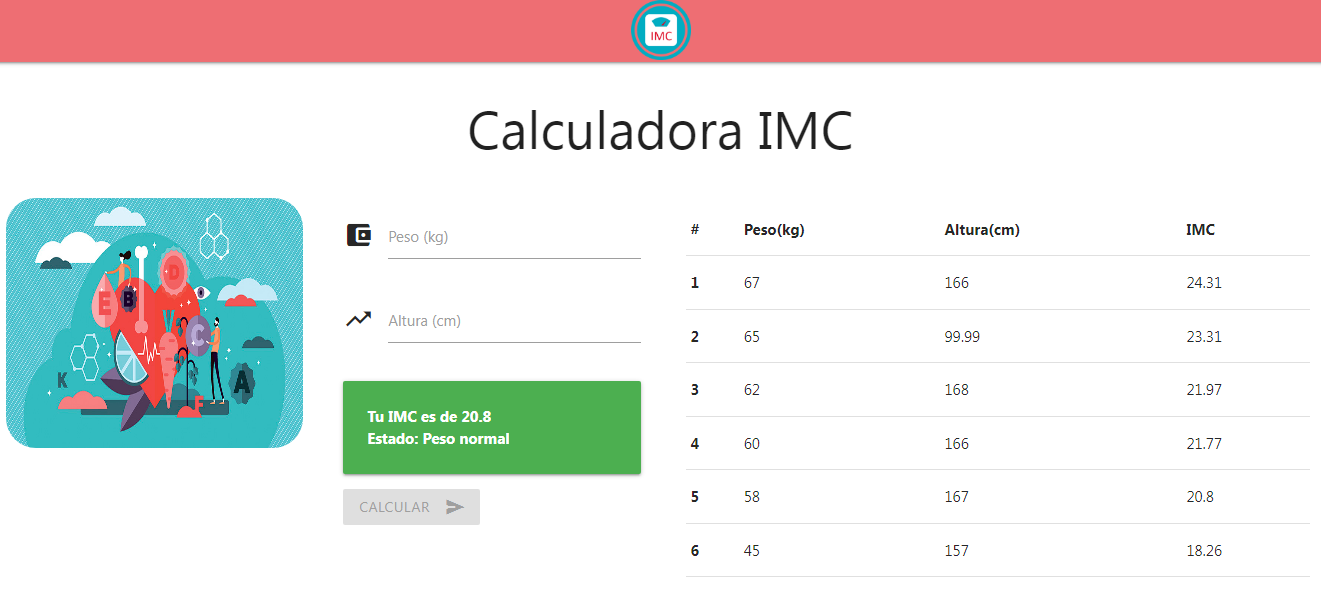 IMC
Calculadora IMC
D
E
B
C
K
A
F
Peso (kg)
Altura (cm)
Tu IMC es de 20.8
Estado: Peso normal
CALCULAR
# Peso(kg) Altura(cm) IMC
1 67 166 24.31
2 65 99.99 23.31
3 62 168 21.97
4 60 166 21.77
5 58 167 20.8
6 45 157 18.26